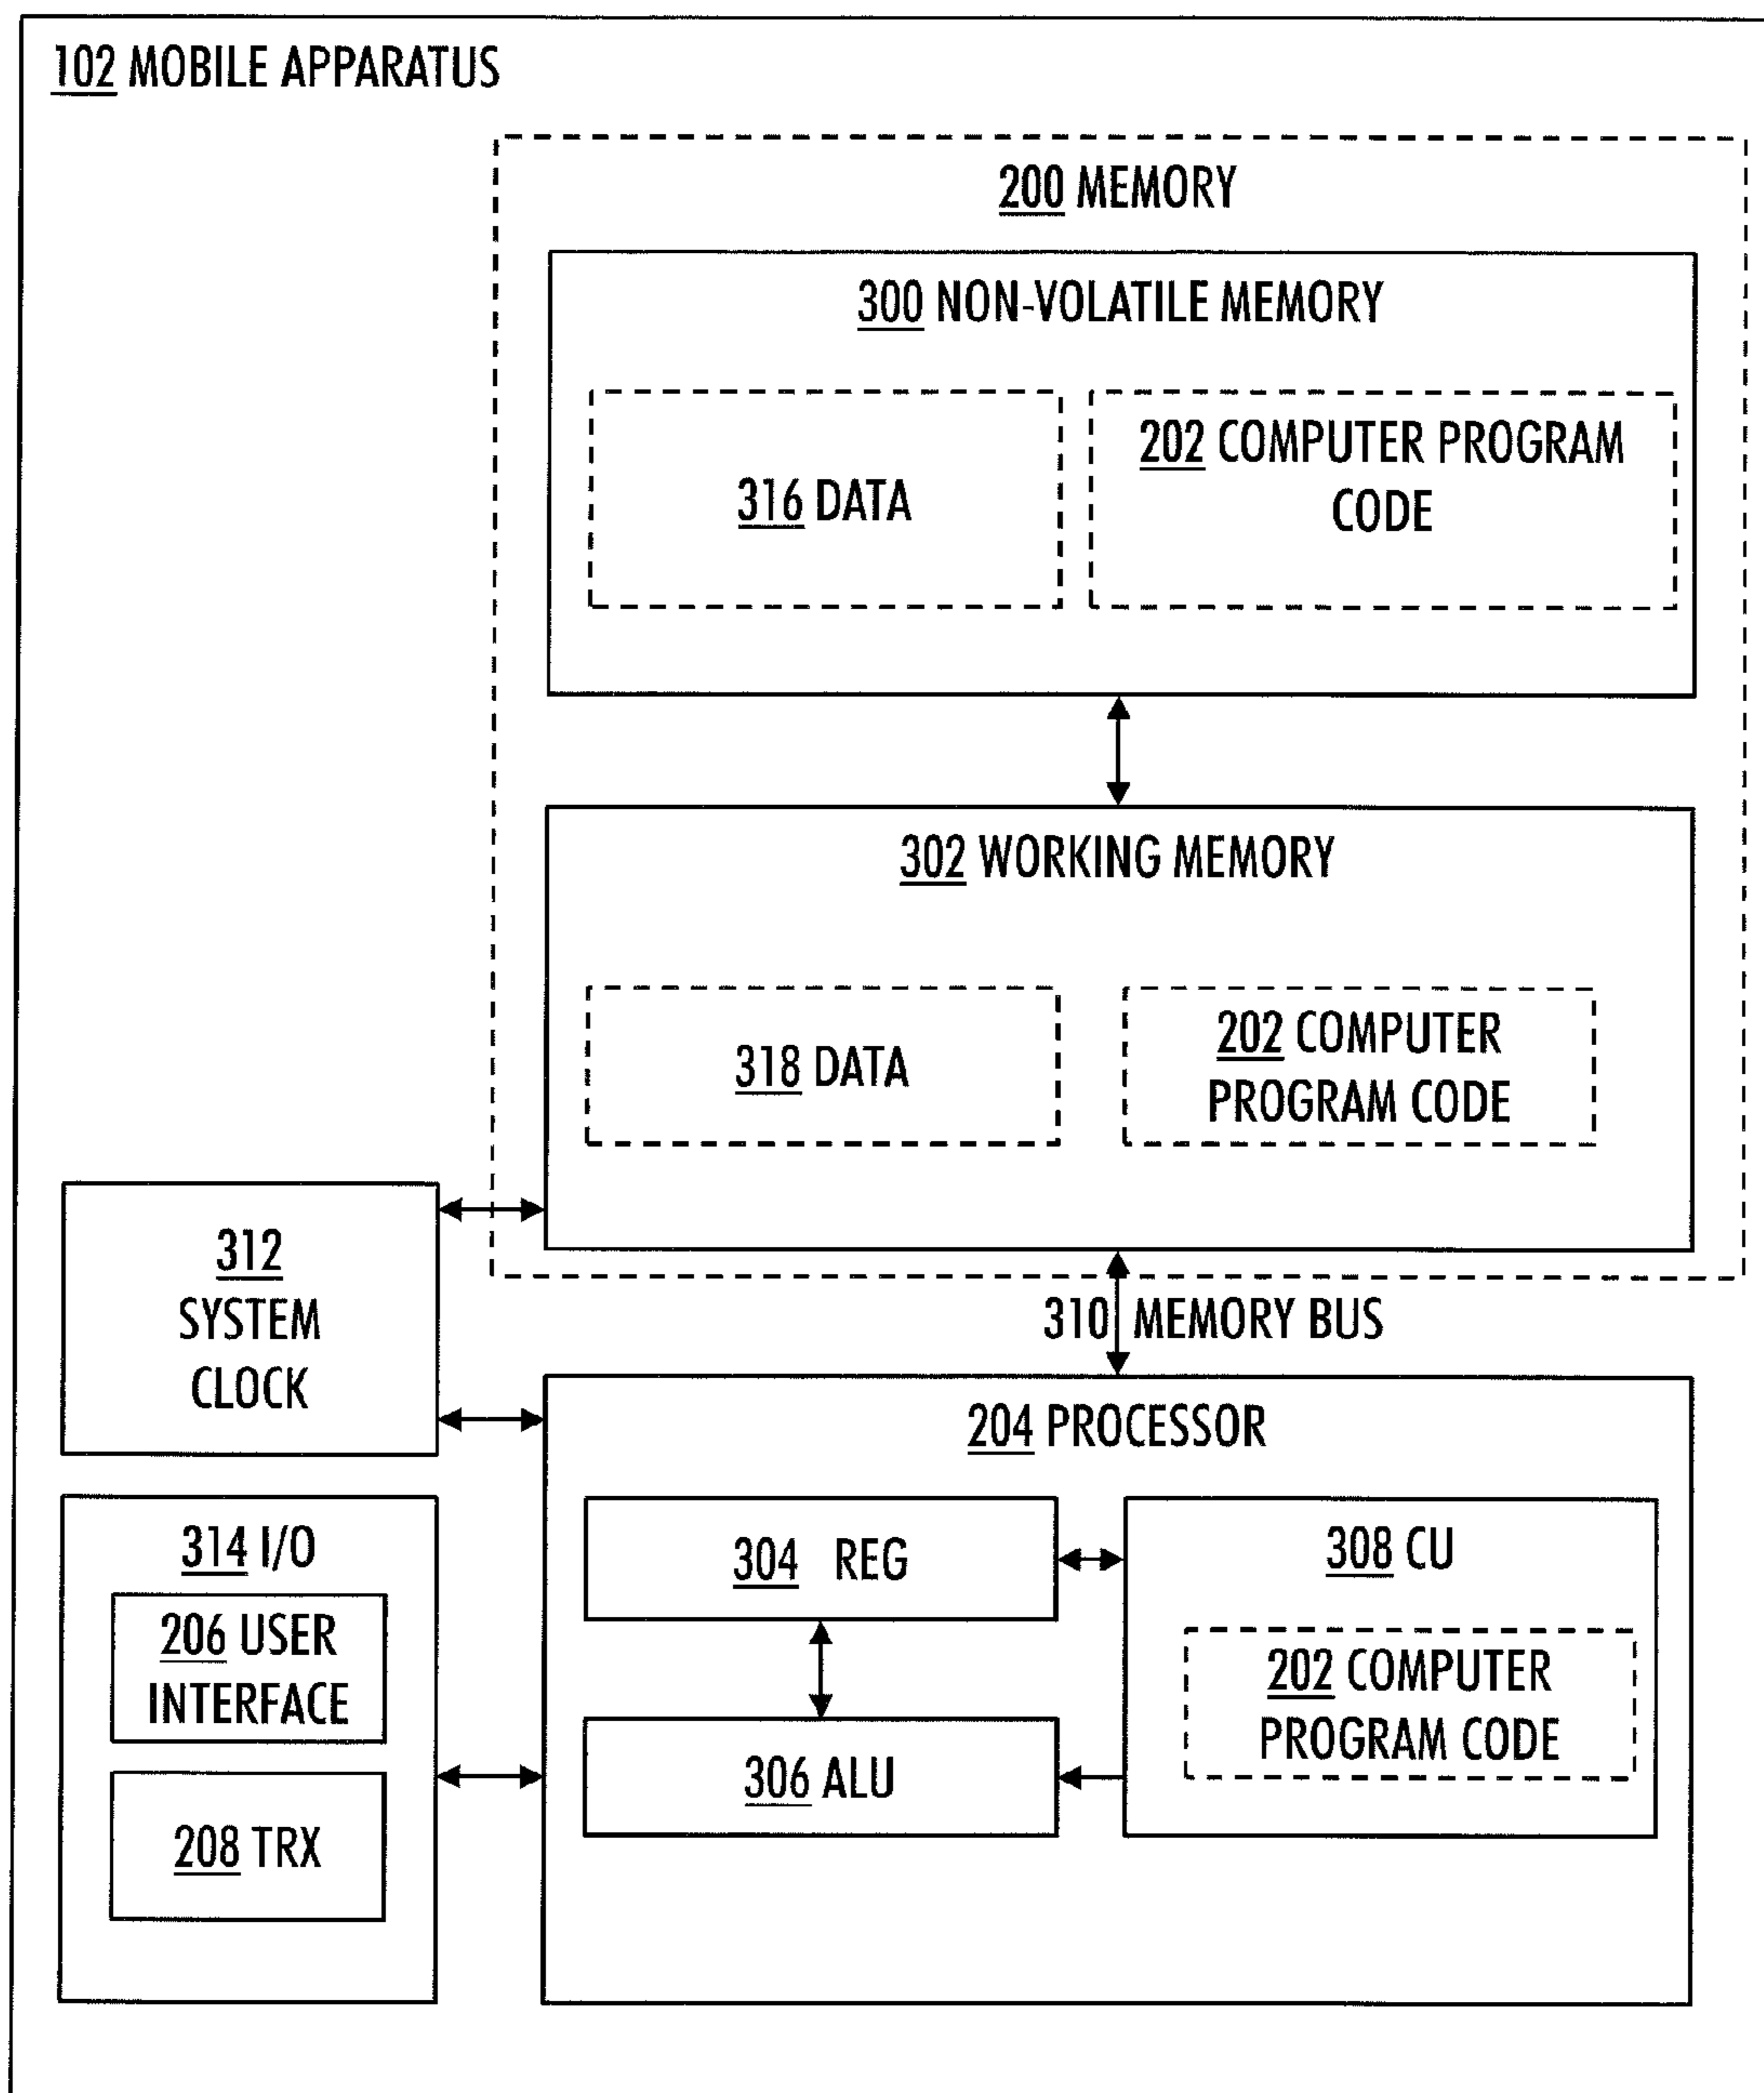 102 MOBILE APPARATUS
200 MEMORY
300 NON-VOLATILE MEMORY
316 DATA
202 COMPUTER PROGRAM
CODE
302 WORKING MEMORY
318 DATA
202 COMPUTER
PROGRAM CODE
312
SYSTEM
CLOCK
310 MEMORY BUS
204 PROCESSOR
304 REG
308 CU
202 COMPUTER
PROGRAM CODE
306 ALU
314 I/O
206 USER
INTERFACE
208 TRX